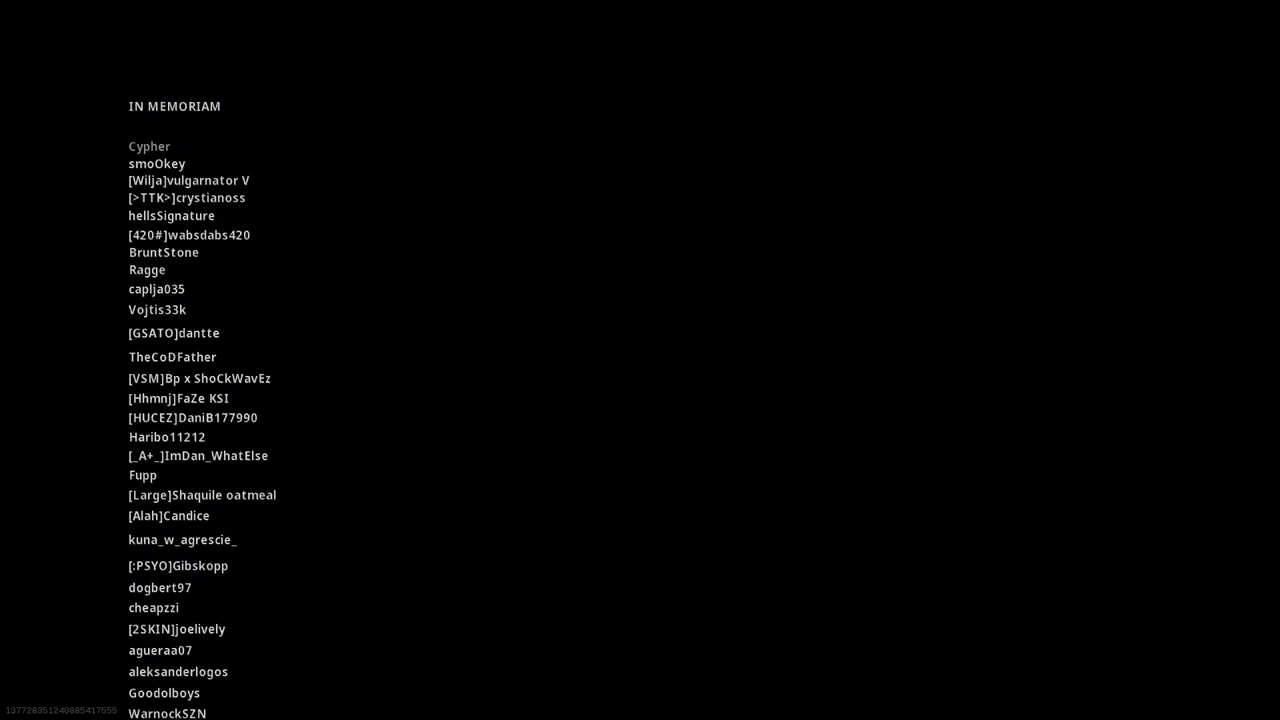 IN MEMORIAM
Cypher
smoOkey
[Wilja]vulgarnator V
[>TTK>]crystianoss
hellsSignature
[420#]wabsdabs420
BruntStone
Ragge
caplja035
Vojtis33k
[GSATO]dantte
TheCoDFather
[VSM]Bp x ShoCkWavEz
[Hhmnj]FaZe KSI
[HUCEZ]DaniB177990
Haribo11212
[_A+_]ImDan_WhatElse
Fupp
[Large]Shaquile oatmeal
[Alah]Candice
kuna_w_agrescie_
[:PSYO]Gibskopp
dogbert97
cheapzzi
[2SKIN]joelively
agueraa07
aleksanderlogos
Goodolboys
WarnockSZN
13772835124088541755​5